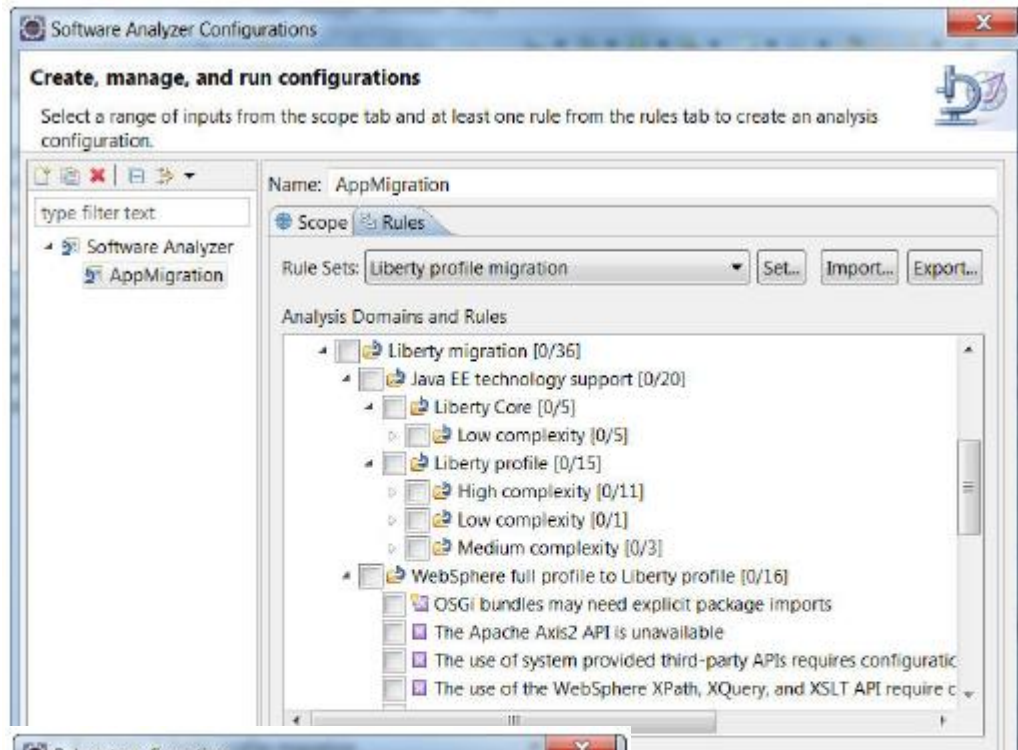 Software Analyzer Configurations
Create, manage, and run configurations
Select a range of inputs from the scope tab and at least one rule from the rules tab to create an analysis
configuration.
Name: AppMigration
type filter text
Scope Rules
Software Analyzer
AppMigration
Rule Sets: Liberty profile migration Set... Import... Export...
Analysis Domains and Rules
Liberty migration [0/36]
Java EE technology support [0/20]
Liberty Core [0/5]
Low complexity [0/5]
Liberty profile [0/15]
High complexity [0/11]
Low complexity [0/1]
Medium complexity [0/3]
WebSphere full profile to Liberty profile [0/16]
OSGi bundles may need explicit package imports
The Apache Axis2 API is unavailable
The use of system provided third-party APIs requires configuratic
The use of the WebSphere XPath, XQuery, and XSLT API require c